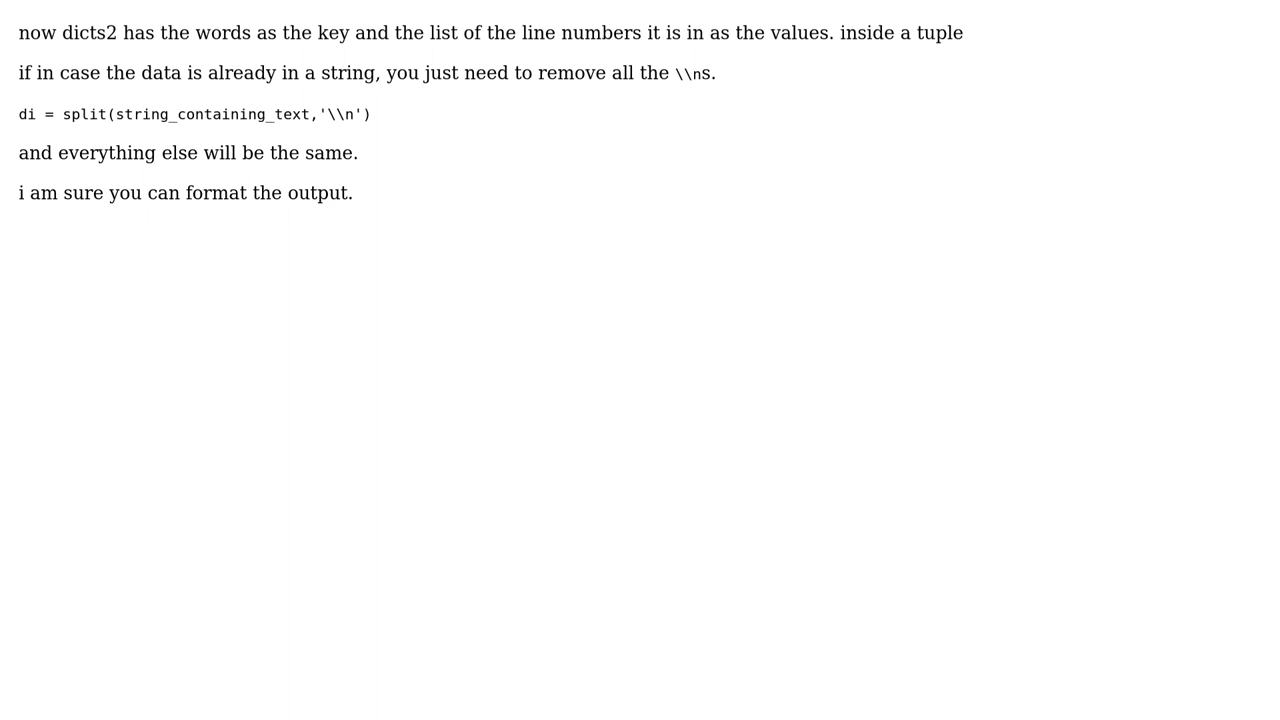 now dicts2 has the words as the key and the list of the line numbers it is in as the values. inside a tuple
if in case the data is already in a string, you just need to remove all the \\ns.
di = split(string_containing_text,'\\n')
and everything else will be the same.
i am sure you can format the output.